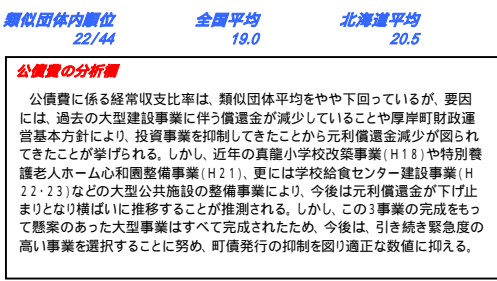 類似団体内順位 全国平均 北海道平均
22/44 19.0 20.5
公債費の分析欄
公債費に係る経常収支比率は、類似団体平均をやや下回っているが、要因
には、過去の大型建設事業に伴う償還金が減少していることや厚岸町財政運
営基本方針により、投資事業を抑制してきたことから元利償還金減少が図られ
てきたことが挙げられる。しかし、近年の真龍小学校改築事業(H18)や特別養
護老人ホーム心和園整備事業(H21)、更には学校給食センター建設事業(H
22・23)などの大型公共施設の整備事業により、今後は元利償還金が下げ止
まりとなり横ばいに推移することが推測される。しかし、この3事業の完成をもっ
て懸案のあった大型事業はすべて完成されたため、今後は、引き続き緊急度の
高い事業を選択することに努め、町債発行の抑制を図り適正な数値に抑える。